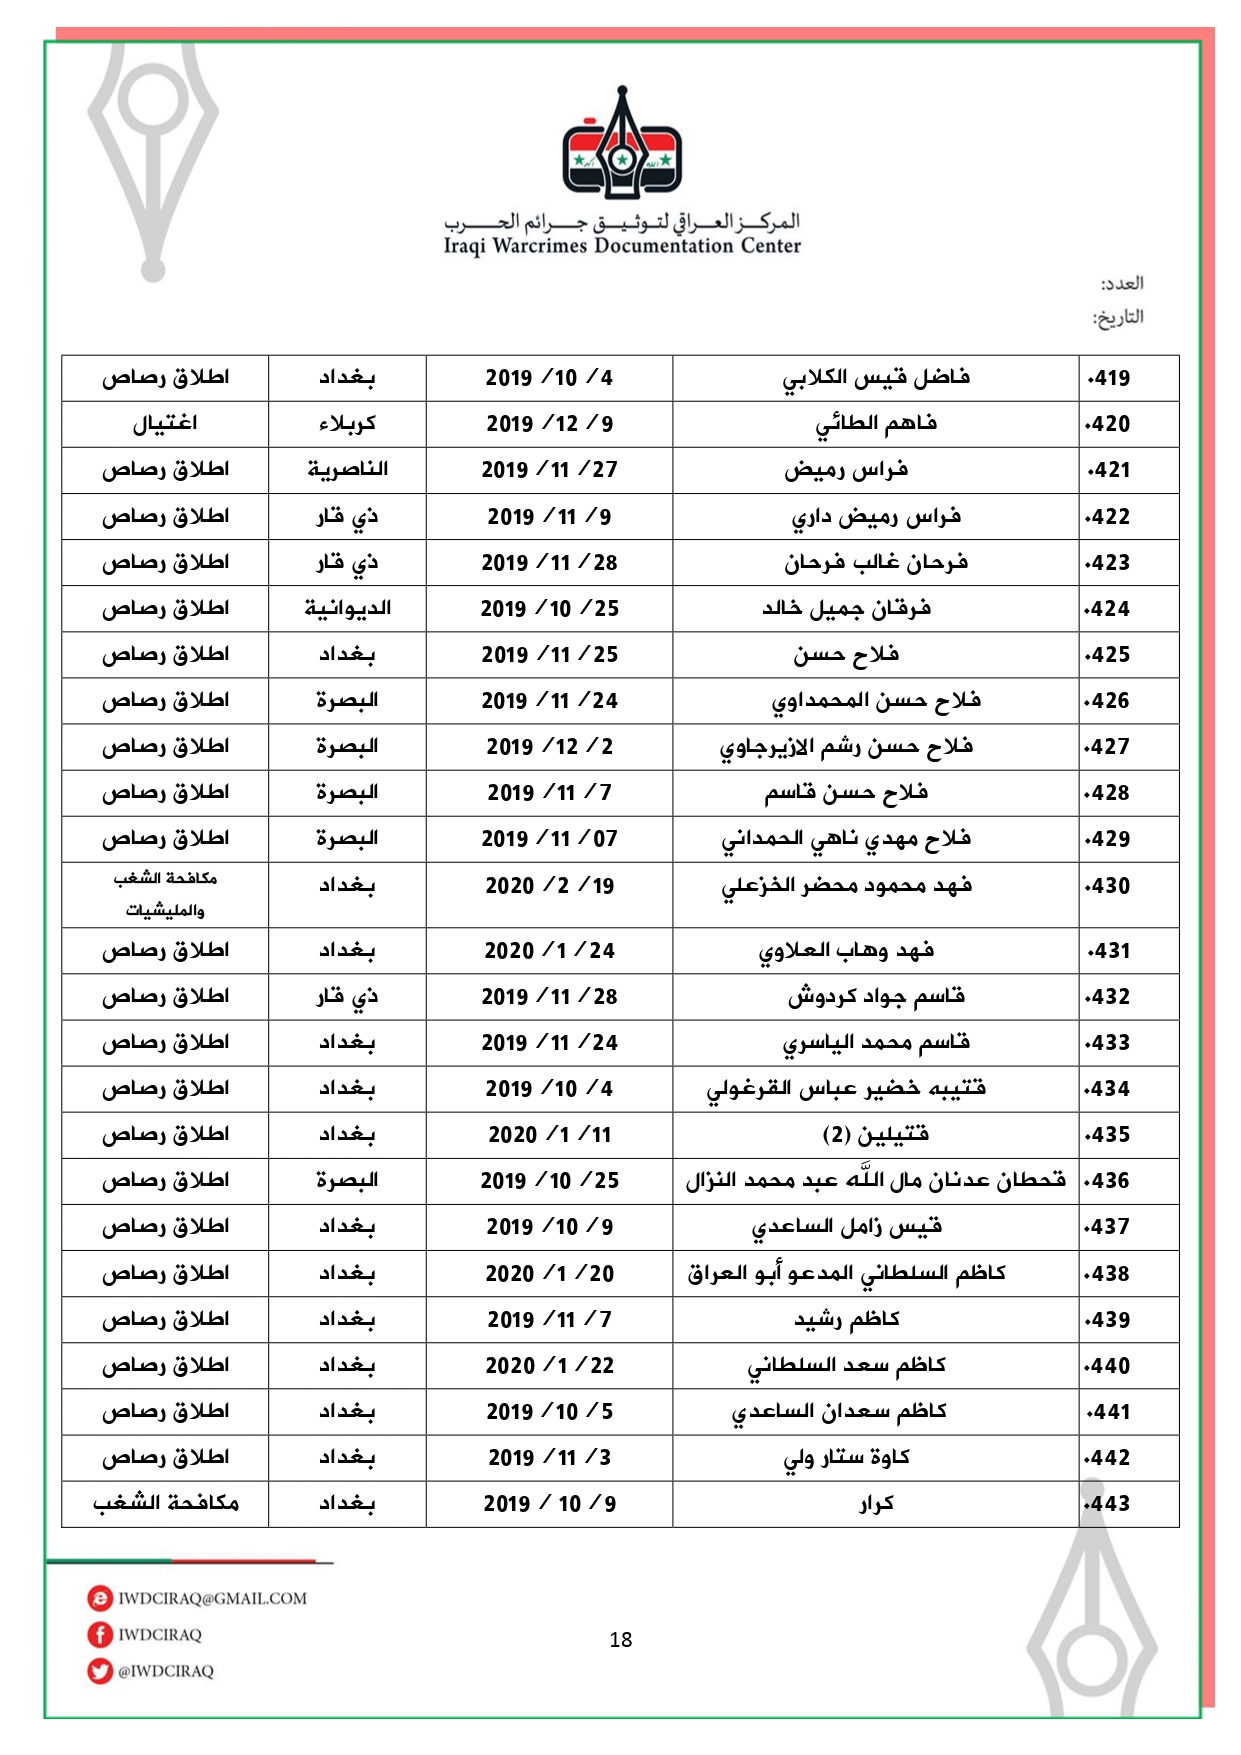 المركز العراقي لتوثيق جرائم الحرب
Iraqi Warcrimes Documentation Center
العدد:
التاريخ:
419. فاضل قيس الكلابي 4 /10 /2019 بغداد اطلاق رصاص
420. فاهم الطائي 9 /12 /2019 كربلاء اغتيال
421. فراس رميض 27 /11 /2019 الناصرية اطلاق رصاص
422. فراس رميض داري 9 /11 /2019 ذي قار اطلاق رصاص
423. فرحان غالب فرحان 28 /11 /2019 ذي قار اطلاق رصاص
424. فرقان جميل خالد 25 /10 /2019 الديوانية اطلاق رصاص
425. فلاح حسن 25 /11 /2019 بغداد اطلاق رصاص
426. فلاح حسن المحمداوي 24 /11 /2019 البصرة اطلاق رصاص
427. فلاح حسن رشم الازيرجاوي 2 /12 /2019 البصرة اطلاق رصاص
428. فلاح حسن قاسم 7 /11 /2019 البصرة اطلاق رصاص
429. فلاح مهدي ناهي الحمداني 07 /11 /2019 البصرة اطلاق رصاص
430. فهد محمود محضر الخزعلي 19 /2 /2020 بغداد مكافحة الشغب
والمليشيات
431. فهد وهاب العلاوي 24 /1 /2020 بغداد اطلاق رصاص
432. قاسم جواد كردوش 28 /11 /2019 ذي قار اطلاق رصاص
433. قاسم محمد الياسري 24 /11 /2019 بغداد اطلاق رصاص
434. قتيبه خضير عباس القرغولي 4 /10 /2019 بغداد اطلاق رصاص
435. قتيلين (2) 11 /1 /2020 بغداد اطلاق رصاص
436. قحطان عدنان مال الله عبد محمد النزال 25 /10 /2019 البصرة اطلاق رصاص
437. قيس زامل الساعدي 9 /10 /2019 بغداد اطلاق رصاص
438. كاظم السلطاني المدعو أبو العراق 20 /1 /2020 بغداد اطلاق رصاص
439. كاظم رشيد 7 /11 /2019 بغداد اطلاق رصاص
440. كاظم سعد السلطاني 22 /1 /2020 بغداد اطلاق رصاص
441. كاظم سعدان الساعدي 5 /10 /2019 بغداد اطلاق رصاص
442. كاوة ستار ولي 3 /11 /2019 بغداد اطلاق رصاص
443. كرار 9 /10 /2019 بغداد مكافحة الشغب
IWDCIRAQ@GMAIL.COM
IWDCIRAQ
@IWDCIRAQ
18